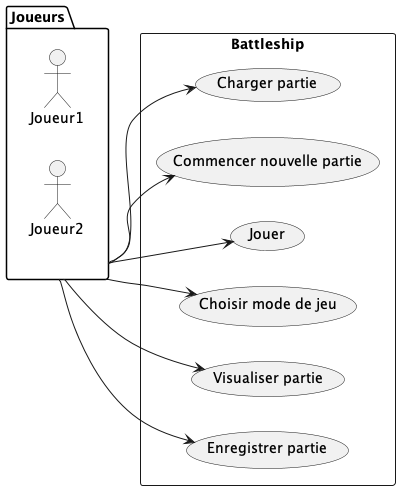 Joueurs
Joueur1
Joueur2
Battleship
Charger partie
Commencer nouvelle partie
Jouer
Choisir mode de jeu
Visualiser partie
Enregistrer partie